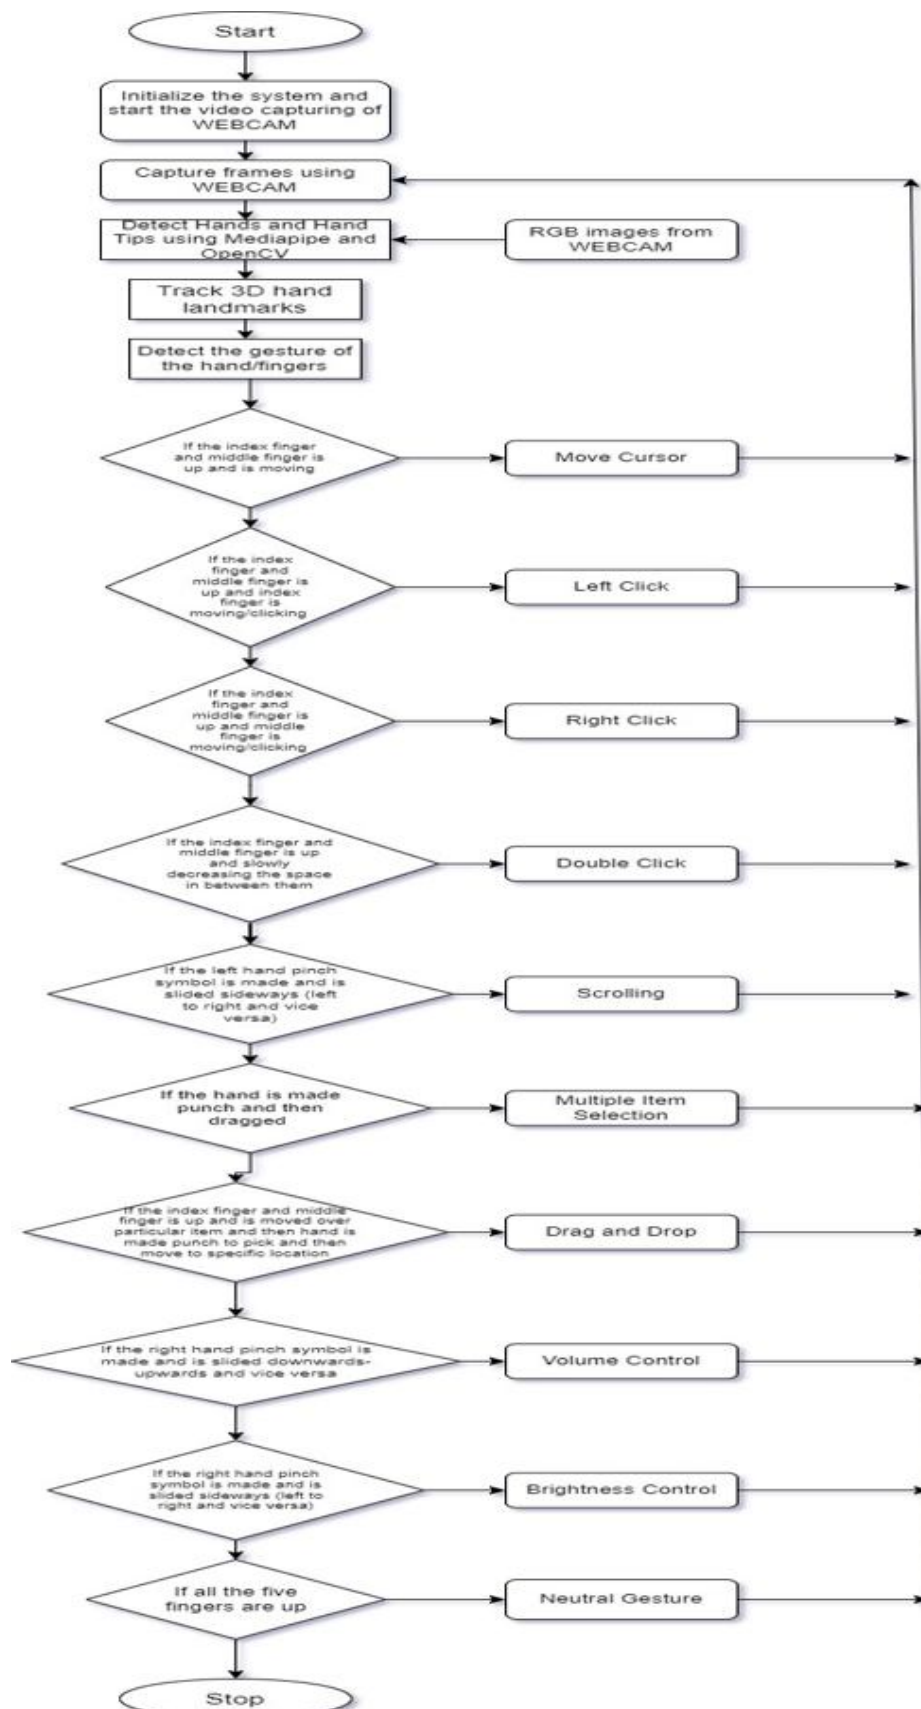 Start
Initialize the system and
start the video capturing of
WEBCAM
Capture frames using
WEBCAM
Detect Hands and Hand
Tips using Mediapipe and
OpenCV
RGB images from
WEBCAM
Track 3D hand
landmarks
Detect the gesture of
the hand/fingers
If the index finger
and middle finger is
up and is moving
Move Cursor
If the index
finger and
middle finger is
up and index
finger is
moving/clicking
Left Click
If the index
finger and
middle finger is
up and middle
finger is
moving/clicking
Right Click
If the index finger and
middle finger is up
and slowly
decreasing the space
in between them
Double Click
If the left hand pinch
symbol is made and is
slided sideways (left
to right and vice
versa)
Scrolling
If the hand is made
punch and then
dragged
Multiple Item
Selection
If the index finger and middle
finger is up and is moved over
particular item and then hand is
made punch to pick and then
move to specific location
Drag and Drop
If the right hand pinch symbol is
made and is slided downwards-
upwards and vice versa
Volume Control
If the right hand pinch
symbol is made and is
slided sideways (left to
right and vice versa)
Brightness Control
If all the five
fingers are up
Neutral Gesture
Stop